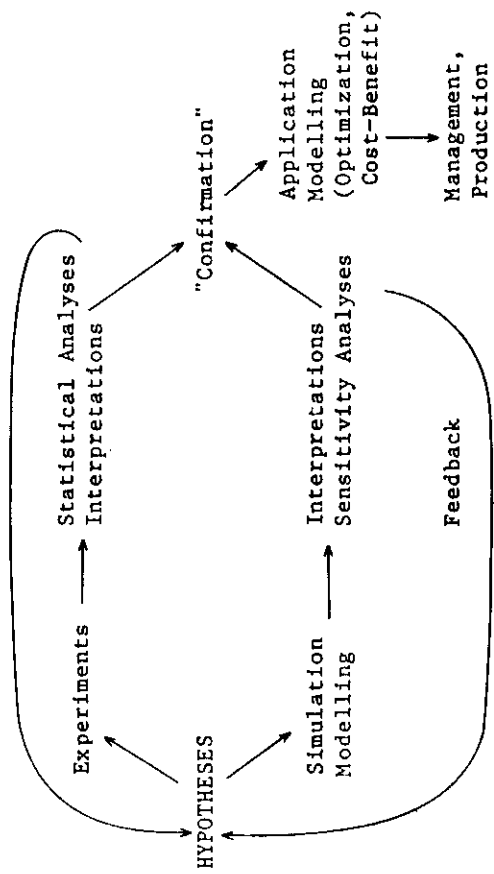 HYPOTHESES
Experiments
Statistical Analyses
Interpretations
Simulation
Modelling
Interpretations
Sensitivity Analyses
Feedback
"Confirmation"
Application
Modelling
(Optimization,
Cost-Benefit)
Management,
Production